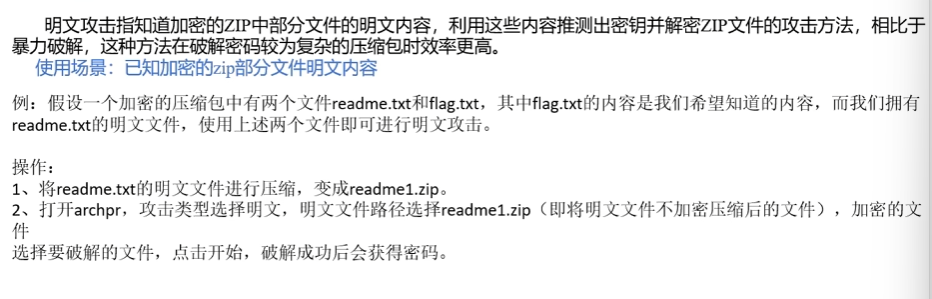 明文攻击指知道加密的ZIP中部分文件的明文内容，利用这些内容推测出密钥并解密ZIP文件的攻击方法，相比于
暴力破解，这种方法在破解密码较为复杂的压缩包时效率更高。
使用场景：已知加密的zip部分文件明文内容
例：假设一个加密的压缩包中有两个文件readme.txt和flag.txt，其中flag.txt的内容是我们希望知道的内容，而我们拥有
readme.txt的明文文件，使用上述两个文件即可进行明文攻击。
操作：
1、将readme.txt的明文文件进行压缩，变成readme1.zip。
2、打开archpr，攻击类型选择明文，明文文件路径选择readme1.zip（即将明文文件不加密压缩后的文件），加密的文
件
选择要破解的文件，点击开始，破解成功后会获得密码。